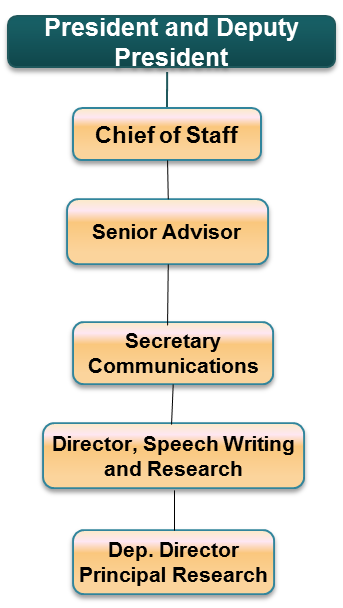 President and Deputy
President
Chief of Staff
Senior Advisor
Secretary
Communications
Director, Speech Writing
and Research
Dep. Director
Principal Research